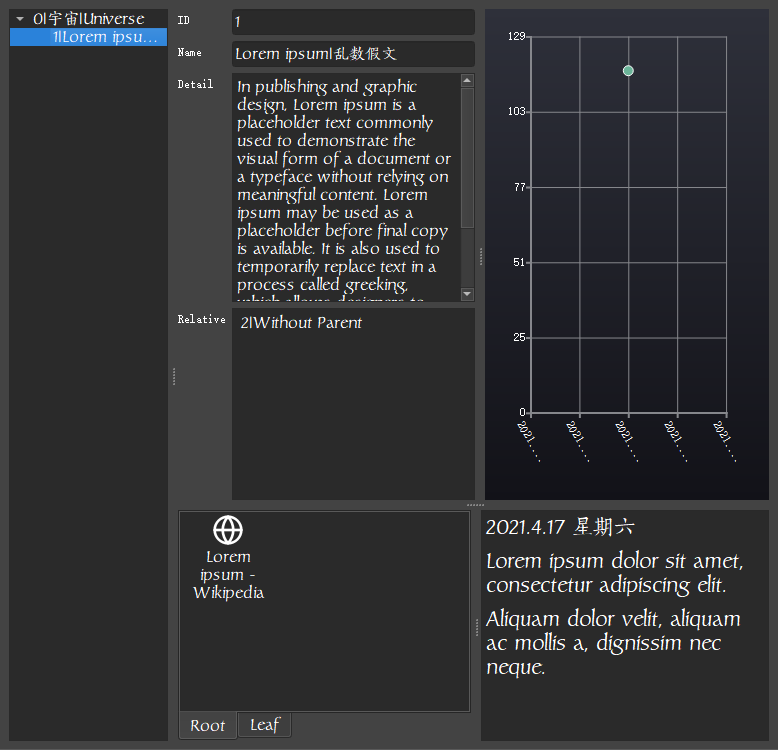 0|宇宙|Universe
1|Lorem ipsu...
ID
1
Name
Lorem ipsum|乱数假文
Detail
In publishing and graphic
design, Lorem ipsum is a
placeholder text commonly
used to demonstrate the
visual form of a document or
a typeface without relying on
meaningful content. Lorem
ipsum may be used as a
placeholder before final copy
is available. It is also used to
temporarily replace text in a
process called greeking,
which allows designers to
Relative
2|Without Parent
129
103
77
51
25
0
2021....
2021....
2021....
2021....
2021....
Lorem
ipsum -
Wikipedia
Root
Leaf
2021.4.17 星期六
Lorem ipsum dolor sit amet,
consectetur adipiscing elit.
Aliquam dolor velit, aliquam
ac mollis a, dignissim nec
neque.